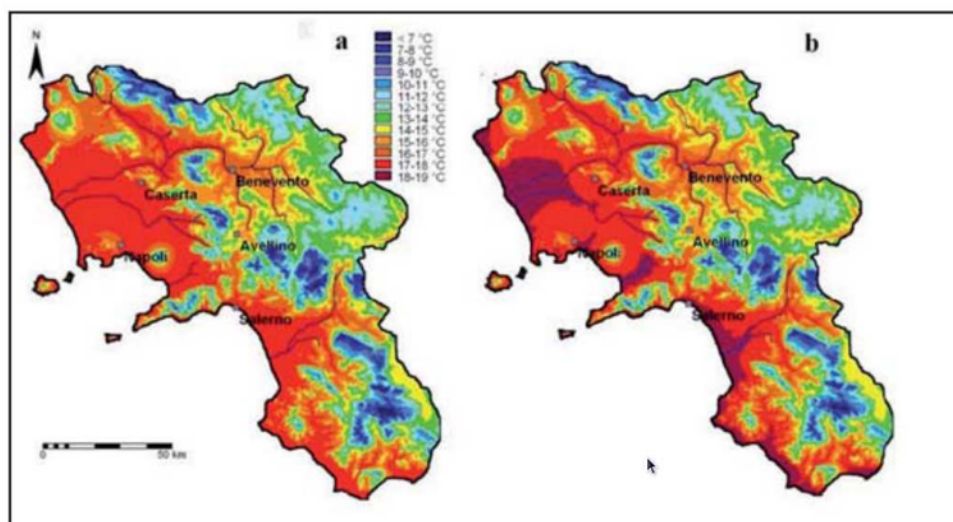 a
b
N
< 7 °C
7-8 °C
8-9 °C
9-10 °C
10-11 °C
11-12 °C
12-13 °C
13-14 °C
14-15 °C
15-16 °C
16-17 °C
17-18 °C
18-19 °C
Benevento
Caserta
Avellino
Napoli
Salerno
Benevento
Caserta
Avellino
Napoli
Salerno
0 50 km